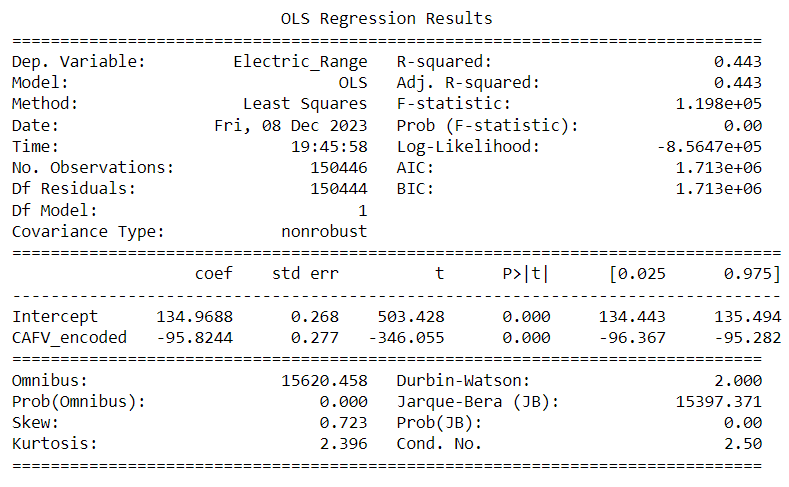 OLS Regression Results
==============================================================================
Dep. Variable:         Electric_Range   R-squared:                       0.443
Model:                            OLS   Adj. R-squared:                  0.443
Method:                 Least Squares   F-statistic:                 1.198e+05
Date:                Fri, 08 Dec 2023   Prob (F-statistic):               0.00
Time:                        19:45:58   Log-Likelihood:            -8.5647e+05
No. Observations:              150446   AIC:                         1.713e+06
Df Residuals:                  150444   BIC:                         1.713e+06
Df Model:                           1
Covariance Type:            nonrobust
================================================================================
                   coef    std err          t      P>|t|      [0.025      0.975]
--------------------------------------------------------------------------------
Intercept      134.9688      0.268    503.428      0.000     134.443     135.494
CAFV_encoded   -95.8244      0.277   -346.055      0.000     -96.367     -95.282
==============================================================================
Omnibus:                    15620.458   Durbin-Watson:                   2.000
Prob(Omnibus):                  0.000   Jarque-Bera (JB):            15397.371
Skew:                           0.723   Prob(JB):                         0.00
Kurtosis:                       2.396   Cond. No.                         2.50
==============================================================================